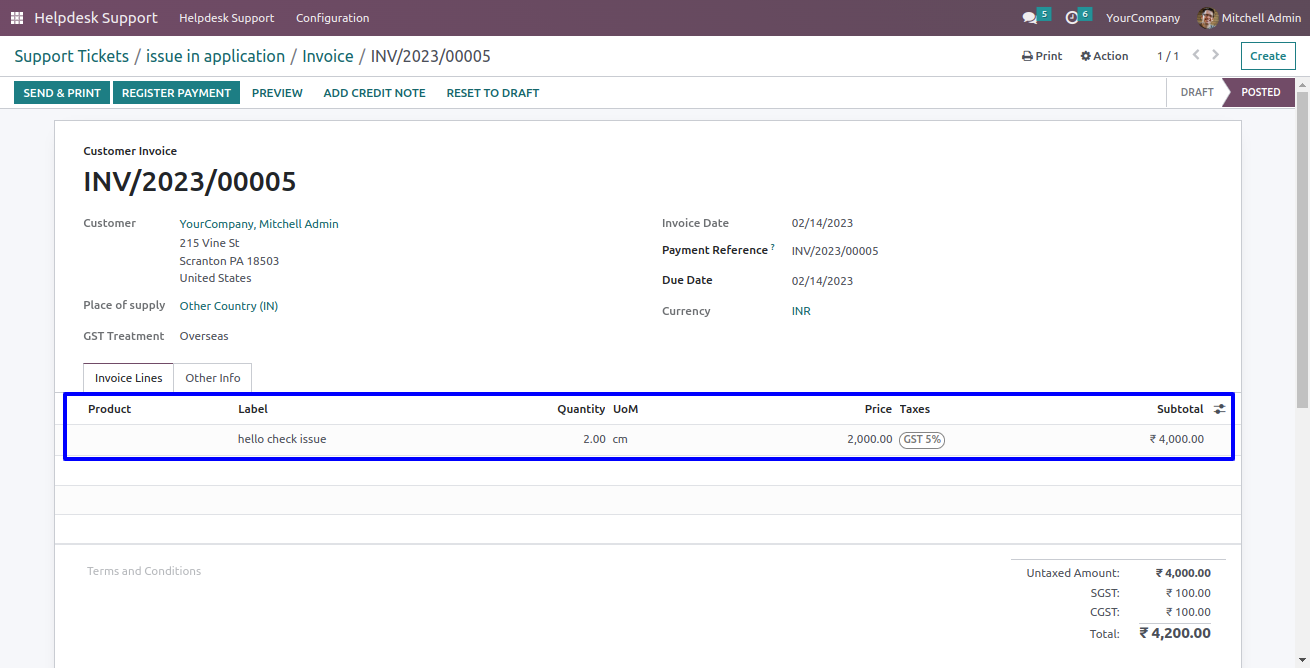 Helpdesk Support Helpdesk Support Configuration 5 6 YourCompany Mitchell Admin
Support Tickets / issue in application / Invoice / INV/2023/00005 Print Action 1 / 1 Create
SEND & PRINT REGISTER PAYMENT PREVIEW ADD CREDIT NOTE RESET TO DRAFT DRAFT POSTED
Customer Invoice
INV/2023/00005
Customer YourCompany, Mitchell Admin Invoice Date 02/14/2023
215 Vine St
Scranton PA 18503 Payment Reference ? INV/2023/00005
United States Due Date 02/14/2023
Place of supply Other Country (IN) Currency INR
GST Treatment Overseas
Invoice Lines Other Info
Product Label Quantity UoM Price Taxes Subtotal
hello check issue 2.00 cm 2,000.00 GST 5% ₹ 4,000.00
Terms and Conditions Untaxed Amount: ₹ 4,000.00
SGST: ₹ 100.00
CGST: ₹ 100.00
Total: ₹ 4,200.00